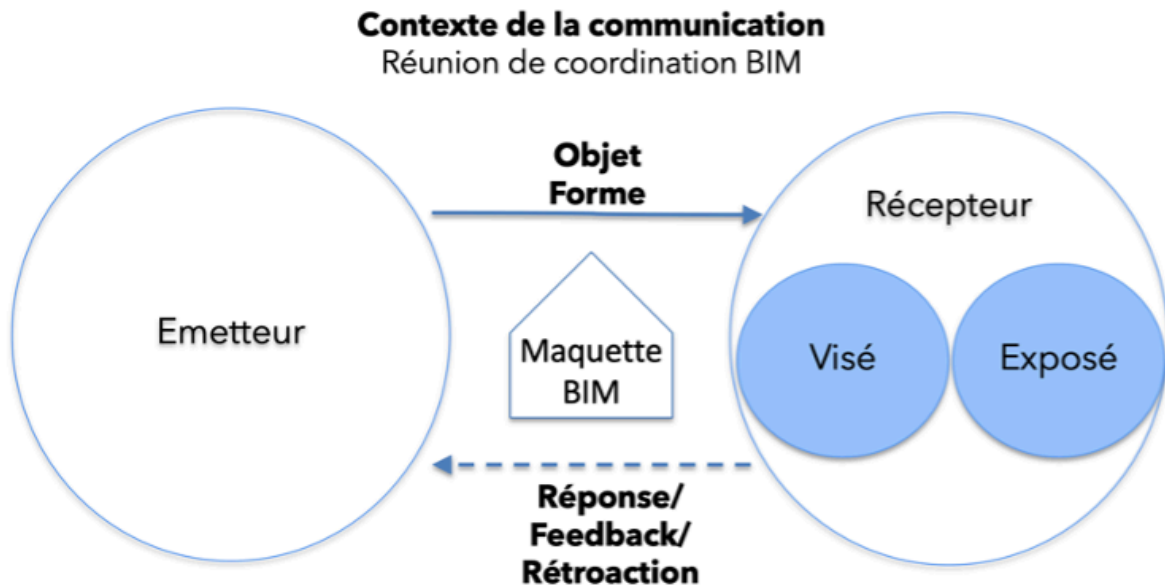 Contexte de la communication
Réunion de coordination BIM
Objet
Forme
Emetteur
Récepteur
Maquette
BIM
Visé
Exposé
Réponse/
Feedback/
Rétroaction